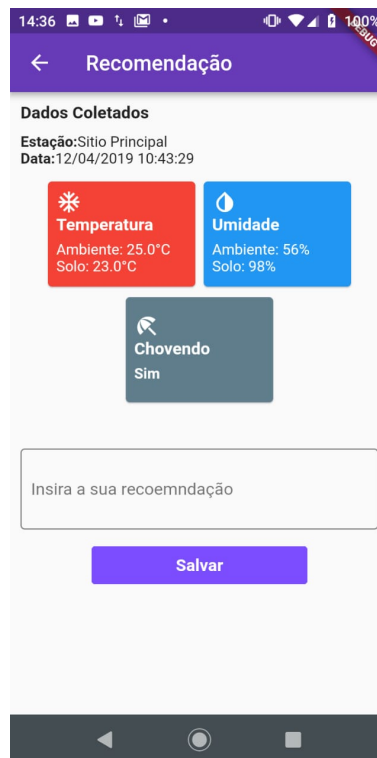 14:36
100%
DEBUG
Recomendação
Dados Coletados
Estação:Sitio Principal
Data:12/04/2019 10:43:29
Temperatura
Ambiente: 25.0°C
Solo: 23.0°C
Umidade
Ambiente: 56%
Solo: 98%
Chovendo
Sim
Insira a sua recoemndação
Salvar